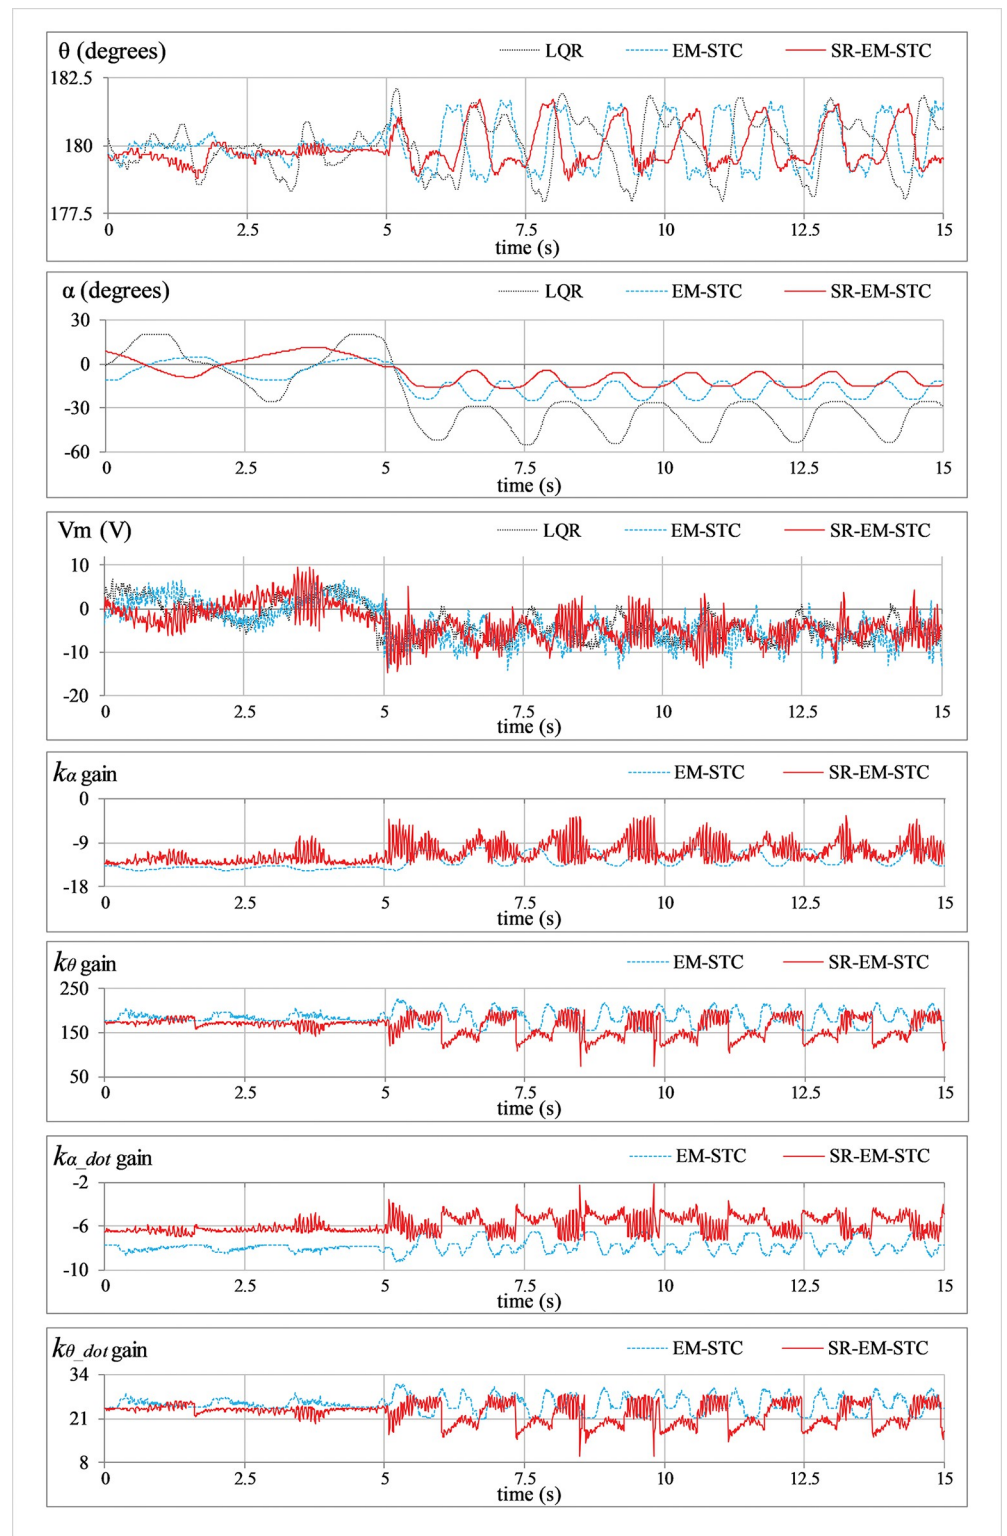 θ (degrees) LQR EM-STC SR-EM-STC
182.5
180
177.5
0 2.5 5 7.5 10 12.5 15
time (s)
α (degrees) LQR EM-STC SR-EM-STC
30
0
-30
-60
0 2.5 5 7.5 10 12.5 15
time (s)
Vm (V) LQR EM-STC SR-EM-STC
10
0
-10
-20
0 2.5 5 7.5 10 12.5 15
time (s)
kα gain EM-STC SR-EM-STC
0
-9
-18
0 2.5 5 7.5 10 12.5 15
time (s)
kθ gain EM-STC SR-EM-STC
250
150
50
0 2.5 5 7.5 10 12.5 15
time (s)
kα_dot gain EM-STC SR-EM-STC
-2
-6
-10
0 2.5 5 7.5 10 12.5 15
time (s)
kθ_dot gain EM-STC SR-EM-STC
34
21
8
0 2.5 5 7.5 10 12.5 15
time (s)